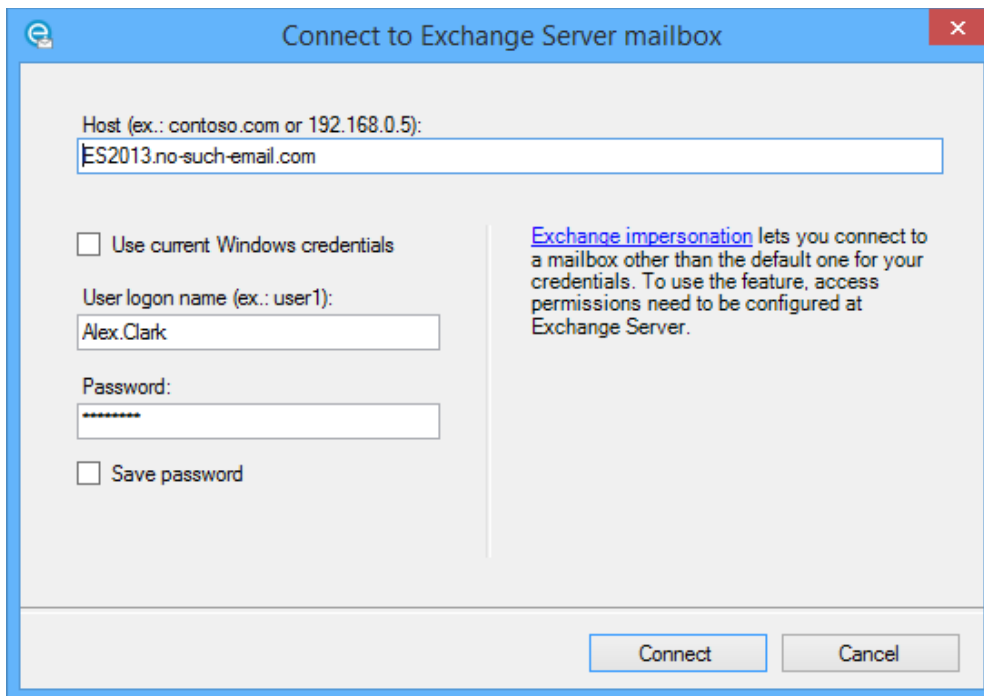 Connect to Exchange Server mailbox
Host (ex.: contoso.com or 192.168.0.5):
ES2013.no-such-email.com
Use current Windows credentials
User logon name (ex.: user1):
Alex.Clark
Password:
********
Save password
Exchange impersonation lets you connect to
a mailbox other than the default one for your
credentials. To use the feature, access
permissions need to be configured at
Exchange Server.
Connect
Cancel